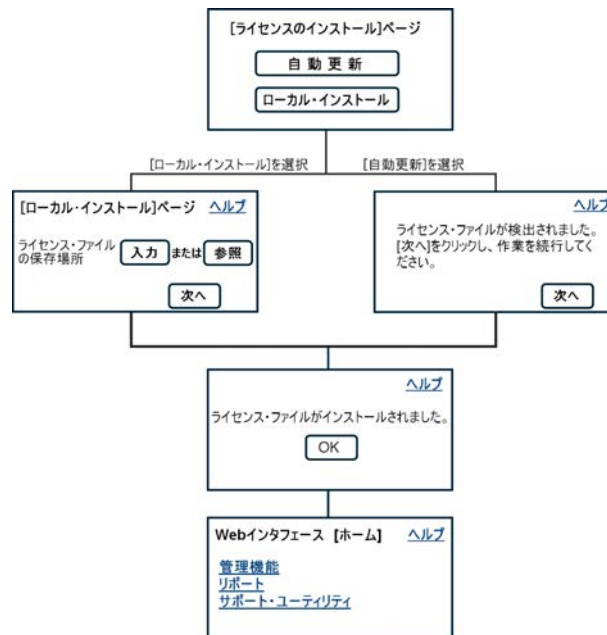 [ライセンスのインストール]ページ
自動更新
ローカル・インストール
[ローカル・インストール]を選択
[自動更新]を選択
[ローカル・インストール]ページ ヘルプ
ライセンス・ファイル
の保存場所
入力 または 参照
次へ
ヘルプ
ライセンス・ファイルが検出されました。
[次へ]をクリックし、作業を続行してく
ださい。
次へ
ヘルプ
ライセンス・ファイルがインストールされました。
OK
Webインタフェース [ホーム] ヘルプ
管理機能
リポート
サポート・ユーティリティ